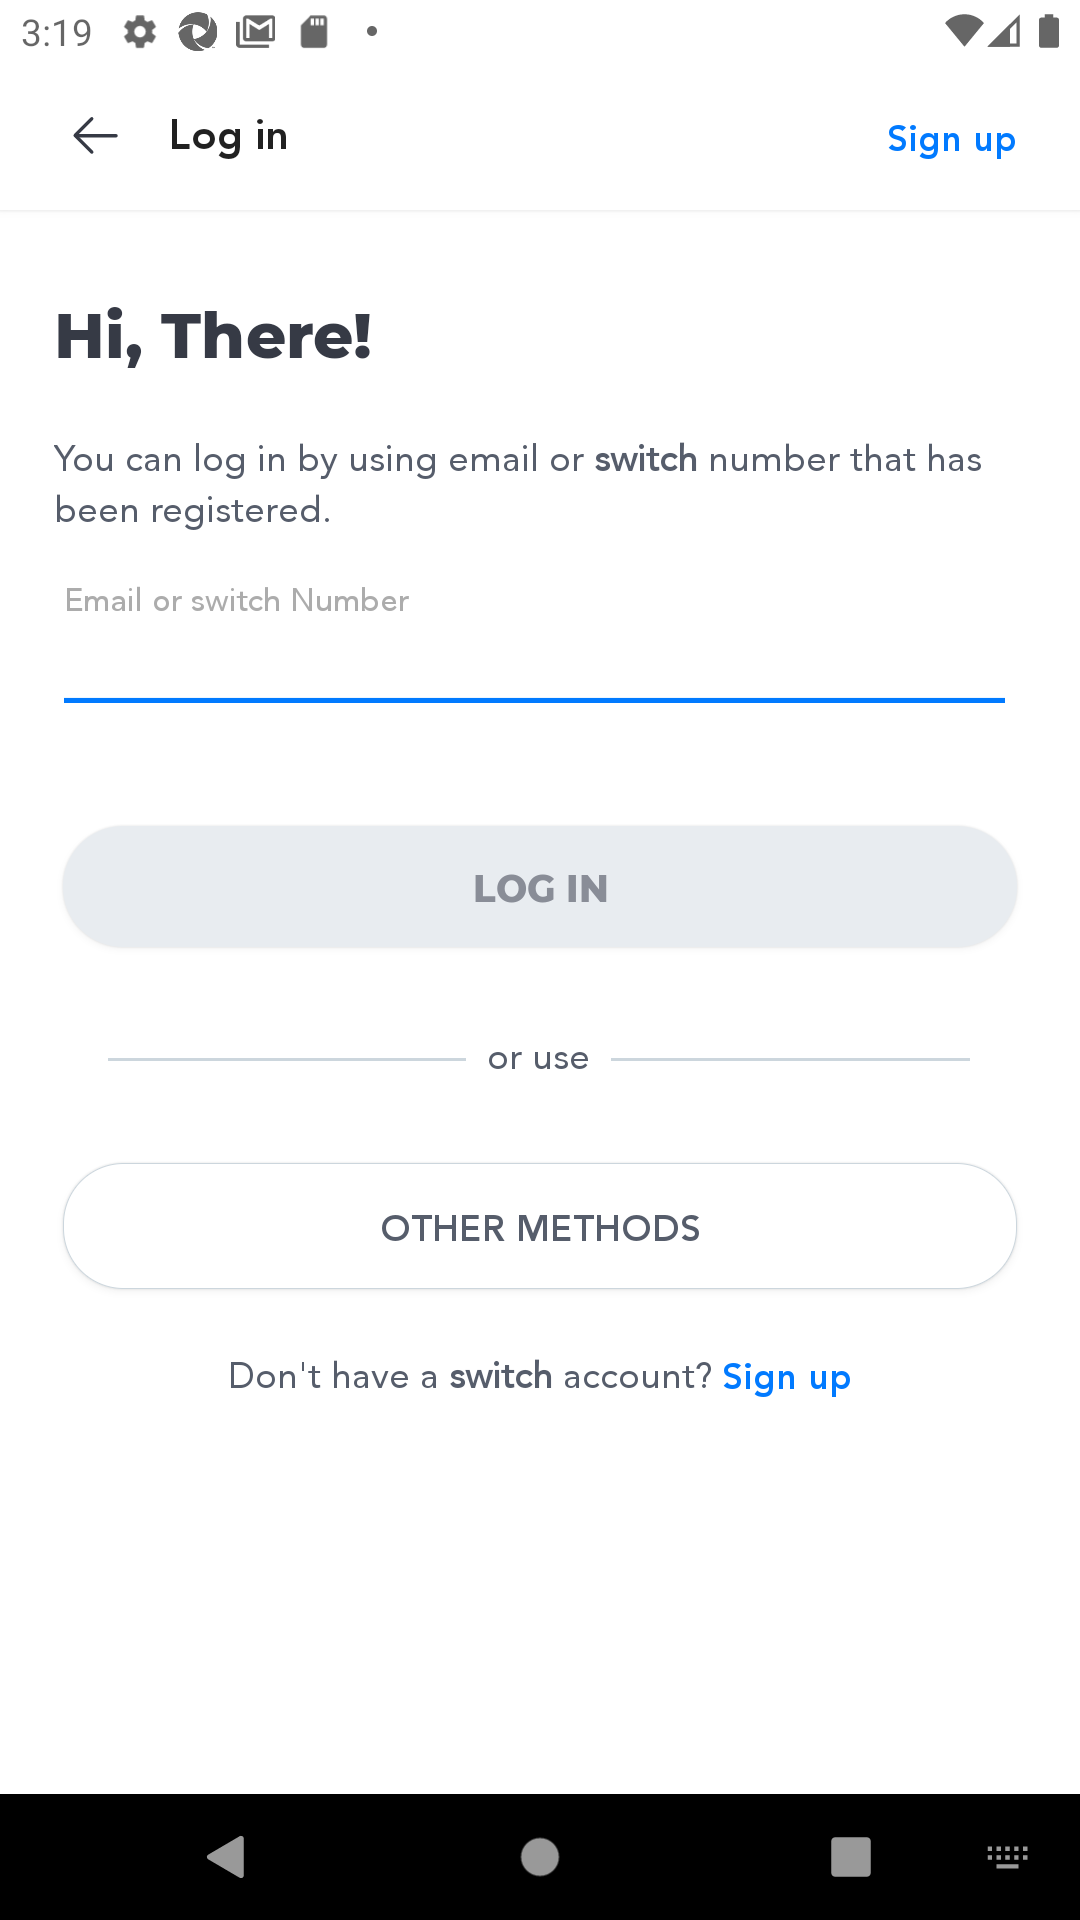 3:19
Log in
Sign up
Hi, There!
You can log in by using email or switch number that has
been registered.
Email or switch Number
LOG IN
or use
OTHER METHODS
Don't have a switch account? Sign up